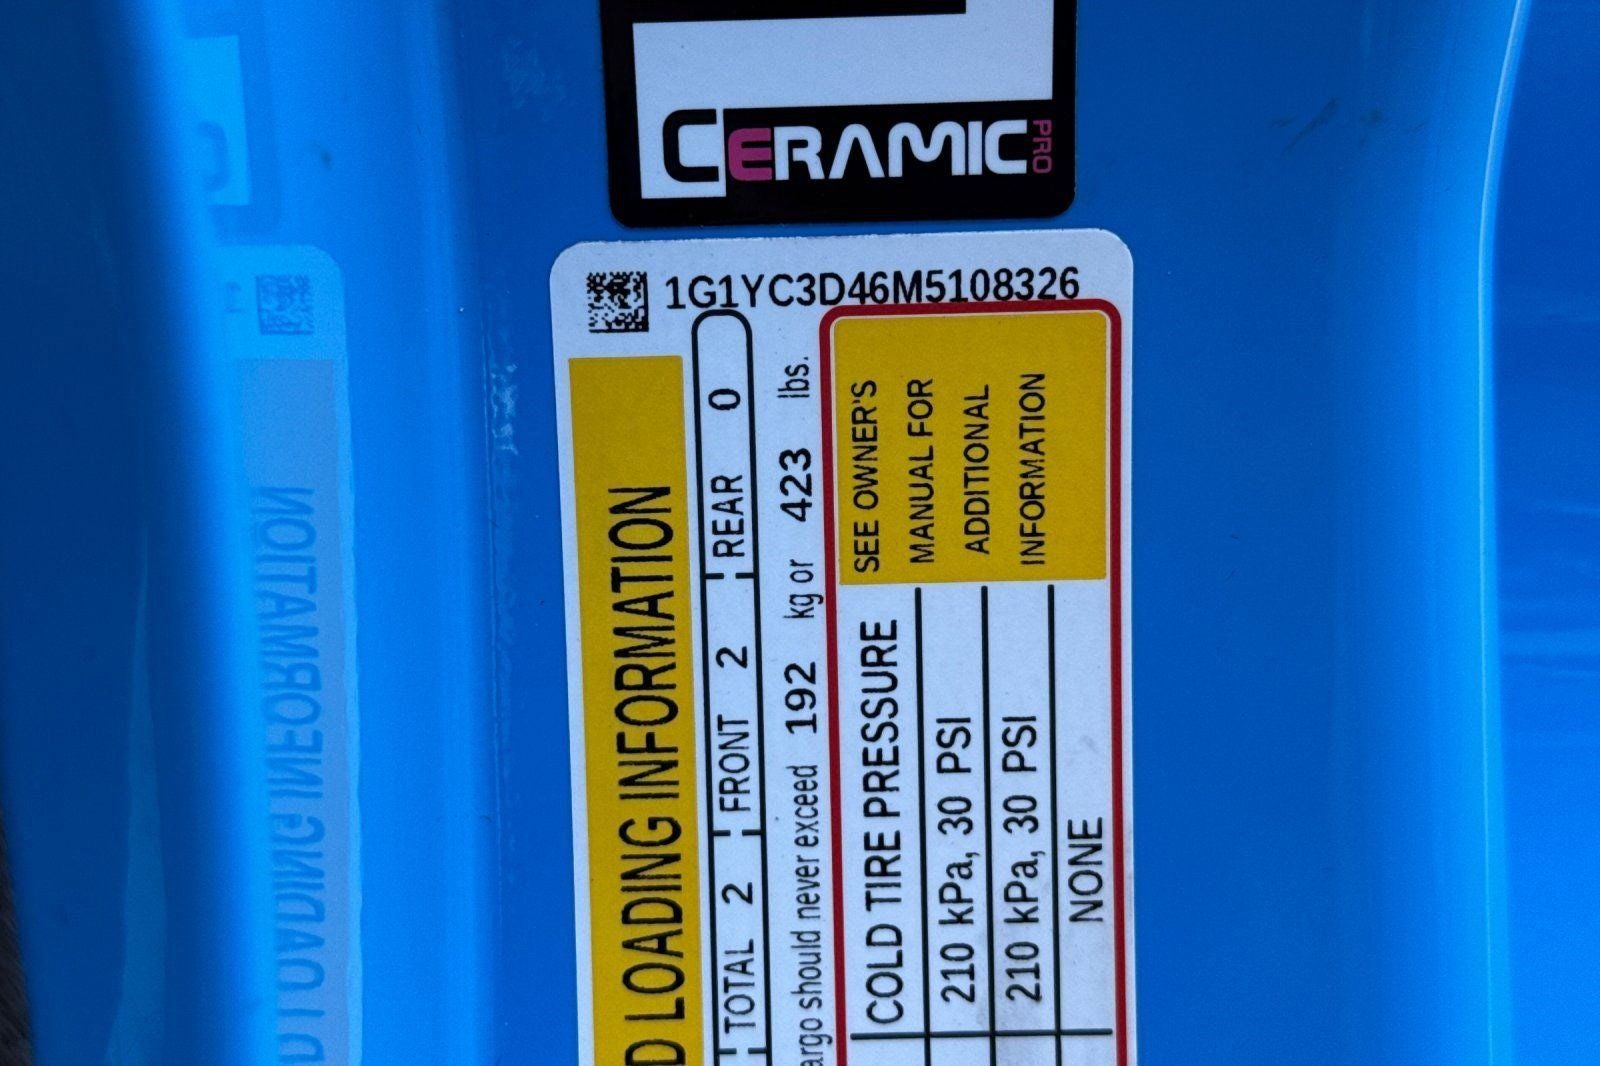 CERAMIC PRO
1G1YC3D46M5108326
D LOADING INFORMATION
TOTAL 2 FRONT 2 REAR 0
argo should never exceed 192 kg or 423 lbs.
COLD TIRE PRESSURE
210 kPa, 30 PSI
210 kPa, 30 PSI
NONE
SEE OWNER'S
MANUAL FOR
ADDITIONAL
INFORMATION